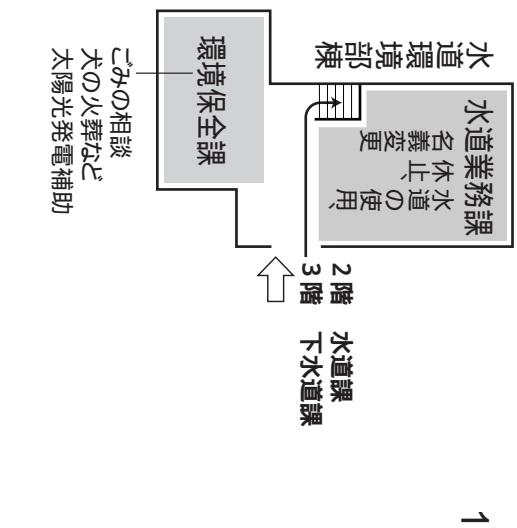 水道環境部棟
水道業務課
水道の使用、
休止、
名義変更
環境保全課
ごみの相談
犬の火葬など
太陽光発電補助
2階 水道課
3階 下水道課
1